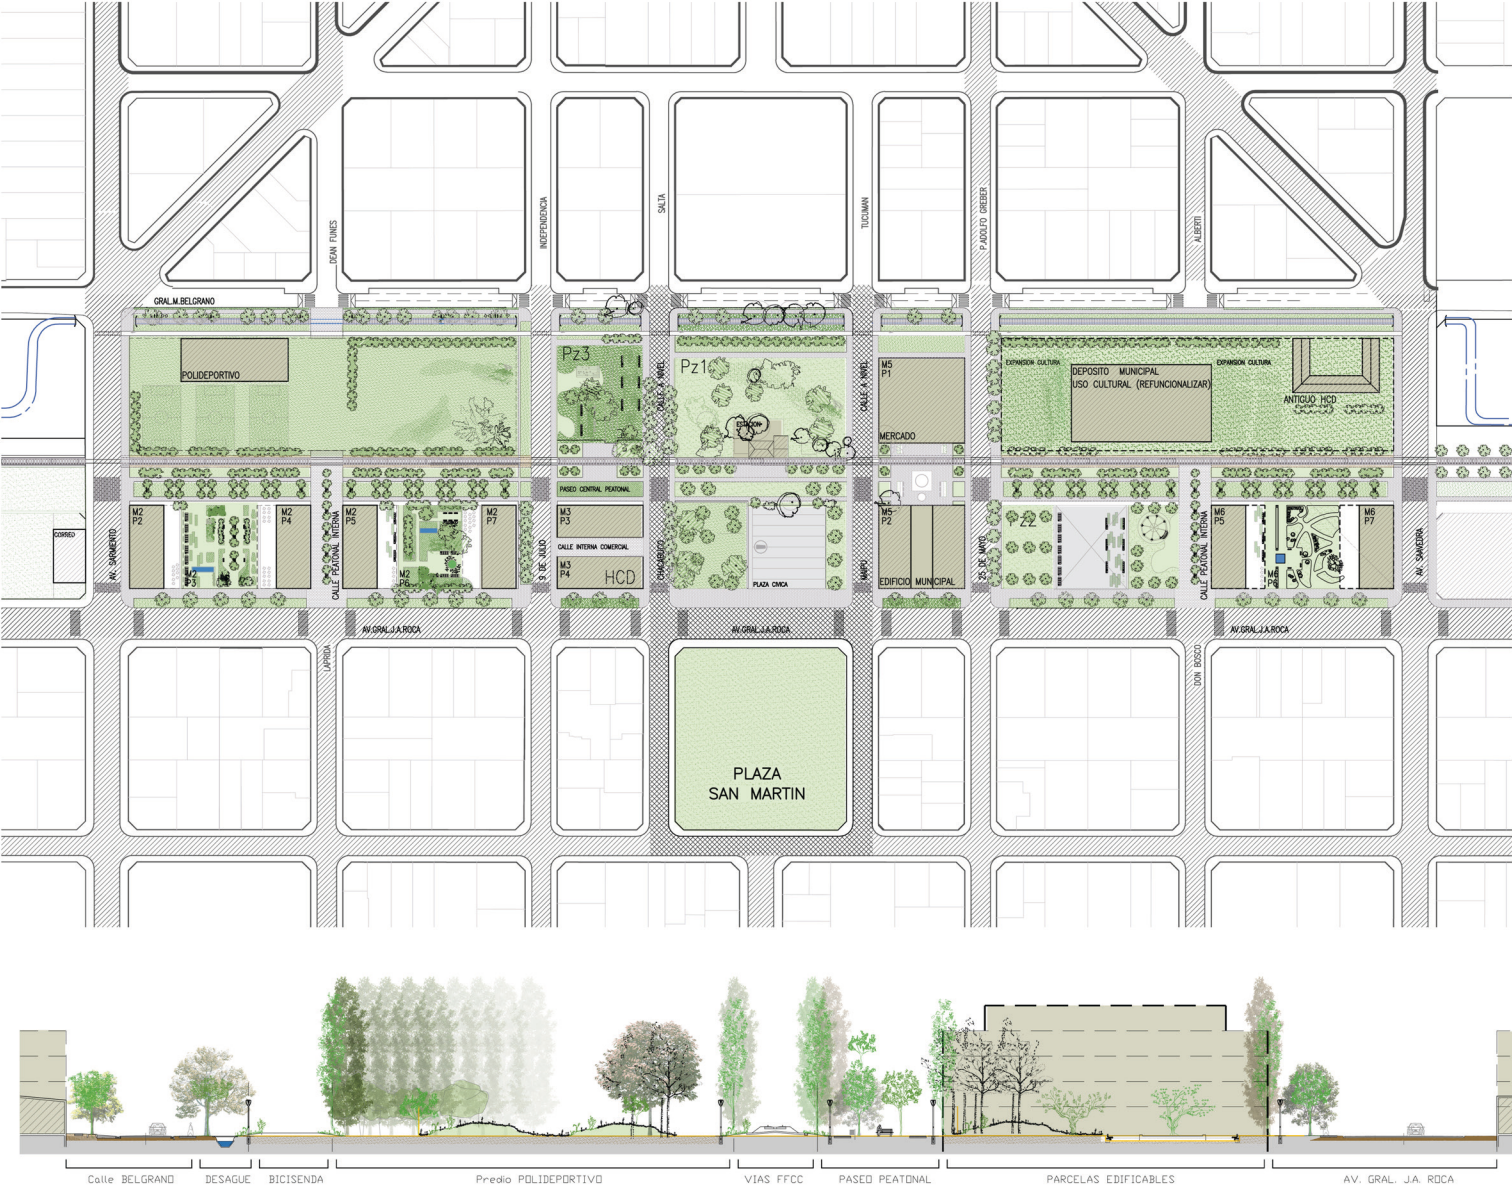 DEAN FUNES
INDEPENDENCIA
SALTA
TUCUMAN
P.ADOLFO GREBER
ALBERTI
GRAL.M.BELGRANO
POLIDEPORTIVO
Pz3
CALLE A NIVEL
Pz1
ESTACION
CALLE A NIVEL
M5
P1
MERCADO
EXPANSION CULTURA
DEPOSITO MUNICIPAL
USO CULTURAL (REFUNCIONALIZAR)
EXPANSION CULTURA
ANTIGUO HCD
CORREO
AV. SARMIENTO
M2
P2
M2
M2
P4
CALLE PEATONAL INTERNA
M2
P5
M2
P6
M2
P7
9 DE JULIO
PASEO CENTRAL PEATONAL
M3
P3
CALLE INTERNA COMERCIAL
M3
P4
HCD
CHACABUCO
PLAZA CIVICA
MAIPU
M5
P2
EDIFICIO MUNICIPAL
25 DE MAYO
Pz2
CALLE PEATONAL INTERNA
M6
P5
M6
P6
M6
P7
AV. SAAVEDRA
AV.GRAL.J.A.ROCA
AV.GRAL.J.A.ROCA
AV.GRAL.J.A.ROCA
LAPRIDA
DON BOSCO
PLAZA
SAN MARTIN
Calle BELGRANO
DESAGUE
BICISENDA
Predio POLIDEPORTIVO
VIAS FFCC
PASEO PEATONAL
PARCELAS EDIFICABLES
AV. GRAL. J.A. ROCA